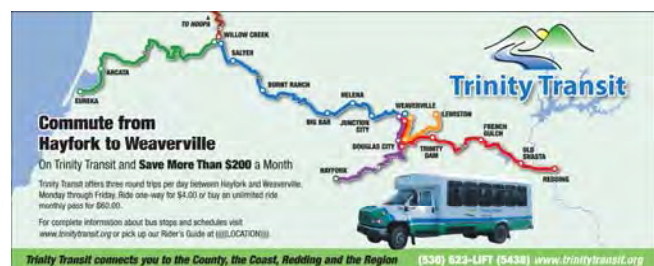 TO HOOPA
WILLOW CREEK
SALYER
ARCATA
EUREKA
BURNT RANCH
HELENA
BIG BAR
JUNCTION
CITY
WEAVERVILLE
LEWISTON
DOUGLAS CITY
TRINITY
DAM
FRENCH
GULCH
OLD
SHASTA
REDDING
HAYFORK
Trinity Transit
Commute from
Hayfork to Weaverville
On Trinity Transit and Save More Than $200 a Month
Trinity Transit offers three round trips per day between Hayfork and Weaverville,
Monday through Friday. Ride one-way for $4.00 or buy an unlimited ride
monthly pass for $60.00.
For complete information about bus stops and schedules visit
www.trinitytransit.org or pick up our Rider's Guide at (((((LOCATION))))).
Trinity Transit connects you to the County, the Coast, Redding and the Region
(530) 623-LIFT (5438) www.trinitytransit.org